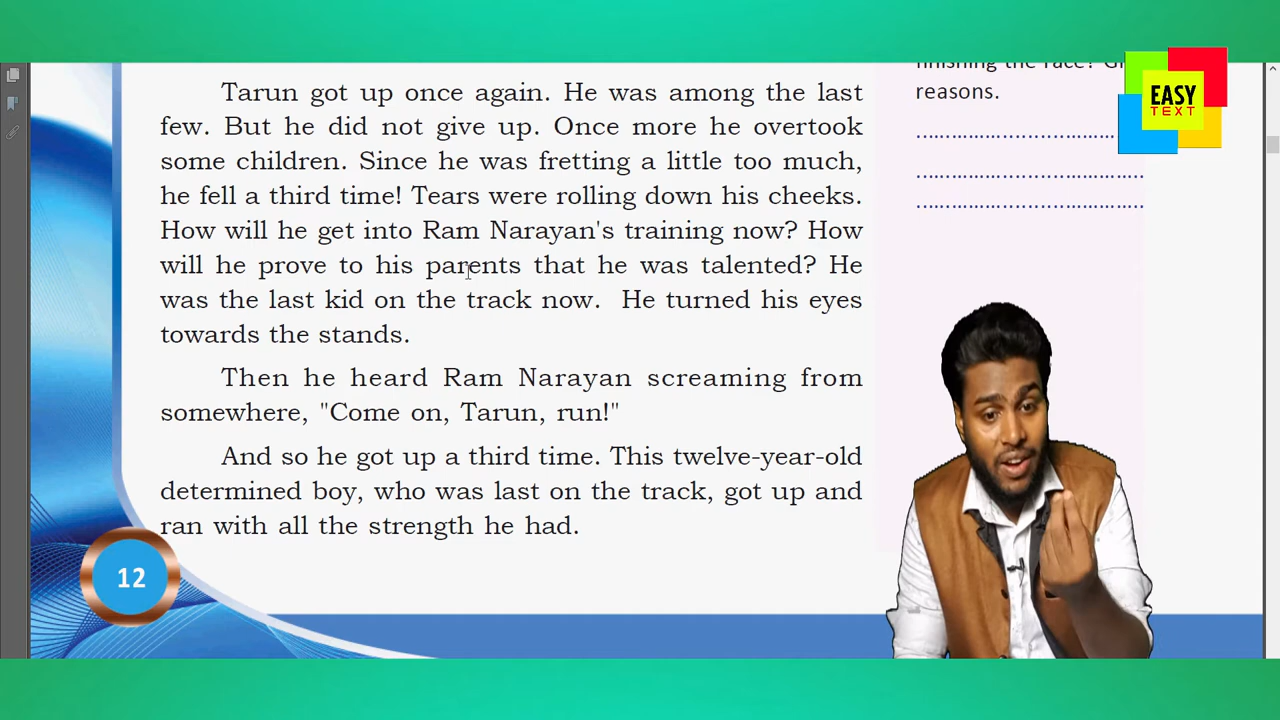 Tarun got up once again. He was among the last
few. But he did not give up. Once more he overtook
some children. Since he was fretting a little too much,
he fell a third time! Tears were rolling down his cheeks.
How will he get into Ram Narayan's training now? How
will he prove to his parents that he was talented? He
was the last kid on the track now. He turned his eyes
towards the stands.
Then he heard Ram Narayan screaming from
somewhere, "Come on, Tarun, run!"
And so he got up a third time. This twelve-year-old
determined boy, who was last on the track, got up and
ran with all the strength he had.
12
finishing the race?
reasons.
EASY
TEXT